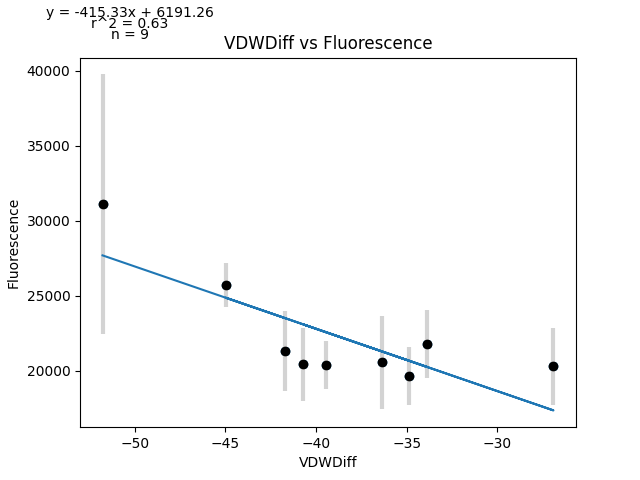 y = -415.33x + 6191.26
r^2 = 0.63
n = 9
VDWDiff vs Fluorescence
40000
35000
30000
25000
20000
Fluorescence
−50
−45
−40
−35
−30
VDWDiff